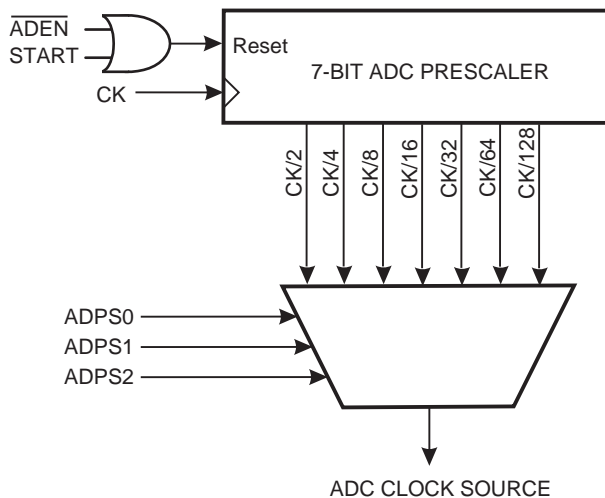 ADEN
START
Reset
7-BIT ADC PRESCALER
CK
CK/2
CK/4
CK/8
CK/16
CK/32
CK/64
CK/128
ADPS0
ADPS1
ADPS2
ADC CLOCK SOURCE